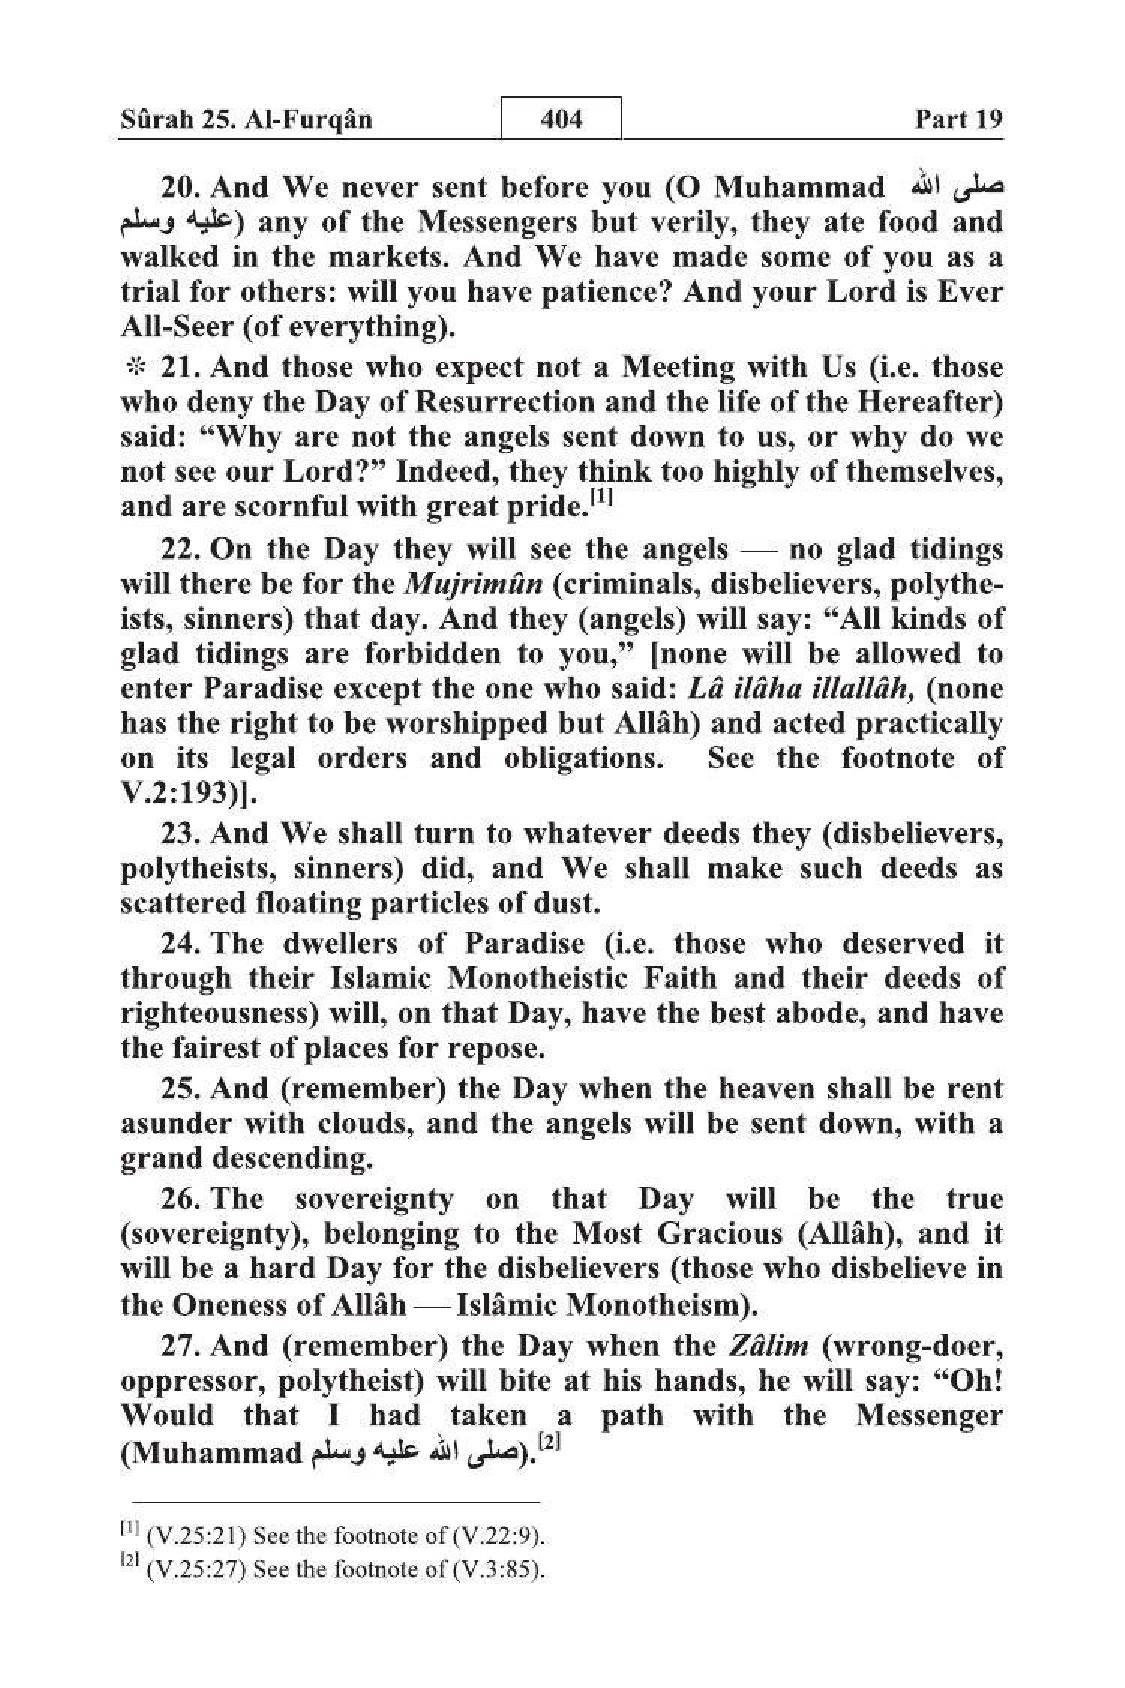 Sûrah 25. Al-Furqân 404 Part 19
20. And We never sent before you (O Muhammad صلى الله
عليه وسلم) any of the Messengers but verily, they ate food and
walked in the markets. And We have made some of you as a
trial for others: will you have patience? And your Lord is Ever
All-Seer (of everything).
* 21. And those who expect not a Meeting with Us (i.e. those
who deny the Day of Resurrection and the life of the Hereafter)
said: “Why are not the angels sent down to us, or why do we
not see our Lord?” Indeed, they think too highly of themselves,
and are scornful with great pride.[1]
22. On the Day they will see the angels — no glad tidings
will there be for the Mujrimûn (criminals, disbelievers, polythe-
ists, sinners) that day. And they (angels) will say: “All kinds of
glad tidings are forbidden to you,” [none will be allowed to
enter Paradise except the one who said: Lâ ilâha illallâh, (none
has the right to be worshipped but Allâh) and acted practically
on its legal orders and obligations. See the footnote of
V.2:193)].
23. And We shall turn to whatever deeds they (disbelievers,
polytheists, sinners) did, and We shall make such deeds as
scattered floating particles of dust.
24. The dwellers of Paradise (i.e. those who deserved it
through their Islamic Monotheistic Faith and their deeds of
righteousness) will, on that Day, have the best abode, and have
the fairest of places for repose.
25. And (remember) the Day when the heaven shall be rent
asunder with clouds, and the angels will be sent down, with a
grand descending.
26. The sovereignty on that Day will be the true
(sovereignty), belonging to the Most Gracious (Allâh), and it
will be a hard Day for the disbelievers (those who disbelieve in
the Oneness of Allâh — Islâmic Monotheism).
27. And (remember) the Day when the Zâlim (wrong-doer,
oppressor, polytheist) will bite at his hands, he will say: “Oh!
Would that I had taken a path with the Messenger
(Muhammad صلى الله عليه وسلم).[2]
[1] (V.25:21) See the footnote of (V.22:9).
[2] (V.25:27) See the footnote of (V.3:85).